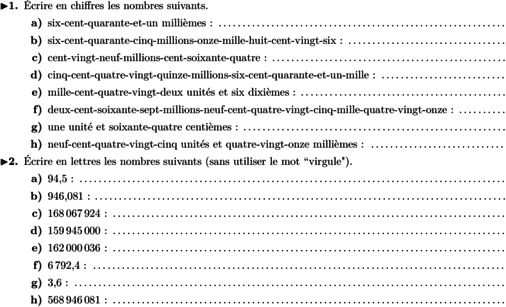 ▶1. Écrire en chiffres les nombres suivants.
a) six-cent-quarante-et-un millièmes : ............
b) six-cent-quarante-cinq-millions-onze-mille-huit-cent-vingt-six : ............
c) cent-vingt-neuf-millions-cent-soixante-quatre : ............
d) cinq-cent-quatre-vingt-quinze-millions-six-cent-quarante-et-un-mille : ............
e) mille-cent-quatre-vingt-deux unités et six dixièmes : ............
f) deux-cent-soixante-sept-millions-neuf-cent-quatre-vingt-cinq-mille-quatre-vingt-onze : ............
g) une unité et soixante-quatre centièmes : ............
h) neuf-cent-quatre-vingt-cinq unités et quatre-vingt-onze millièmes : ............
▶2. Écrire en lettres les nombres suivants (sans utiliser le mot “virgule").
a) 94,5 : ............
b) 946,081 : ............
c) 168 067 924 : ............
d) 159 945 000 : ............
e) 162 000 036 : ............
f) 6 792,4 : ............
g) 3,6 : ............
h) 568 946 081 : ............